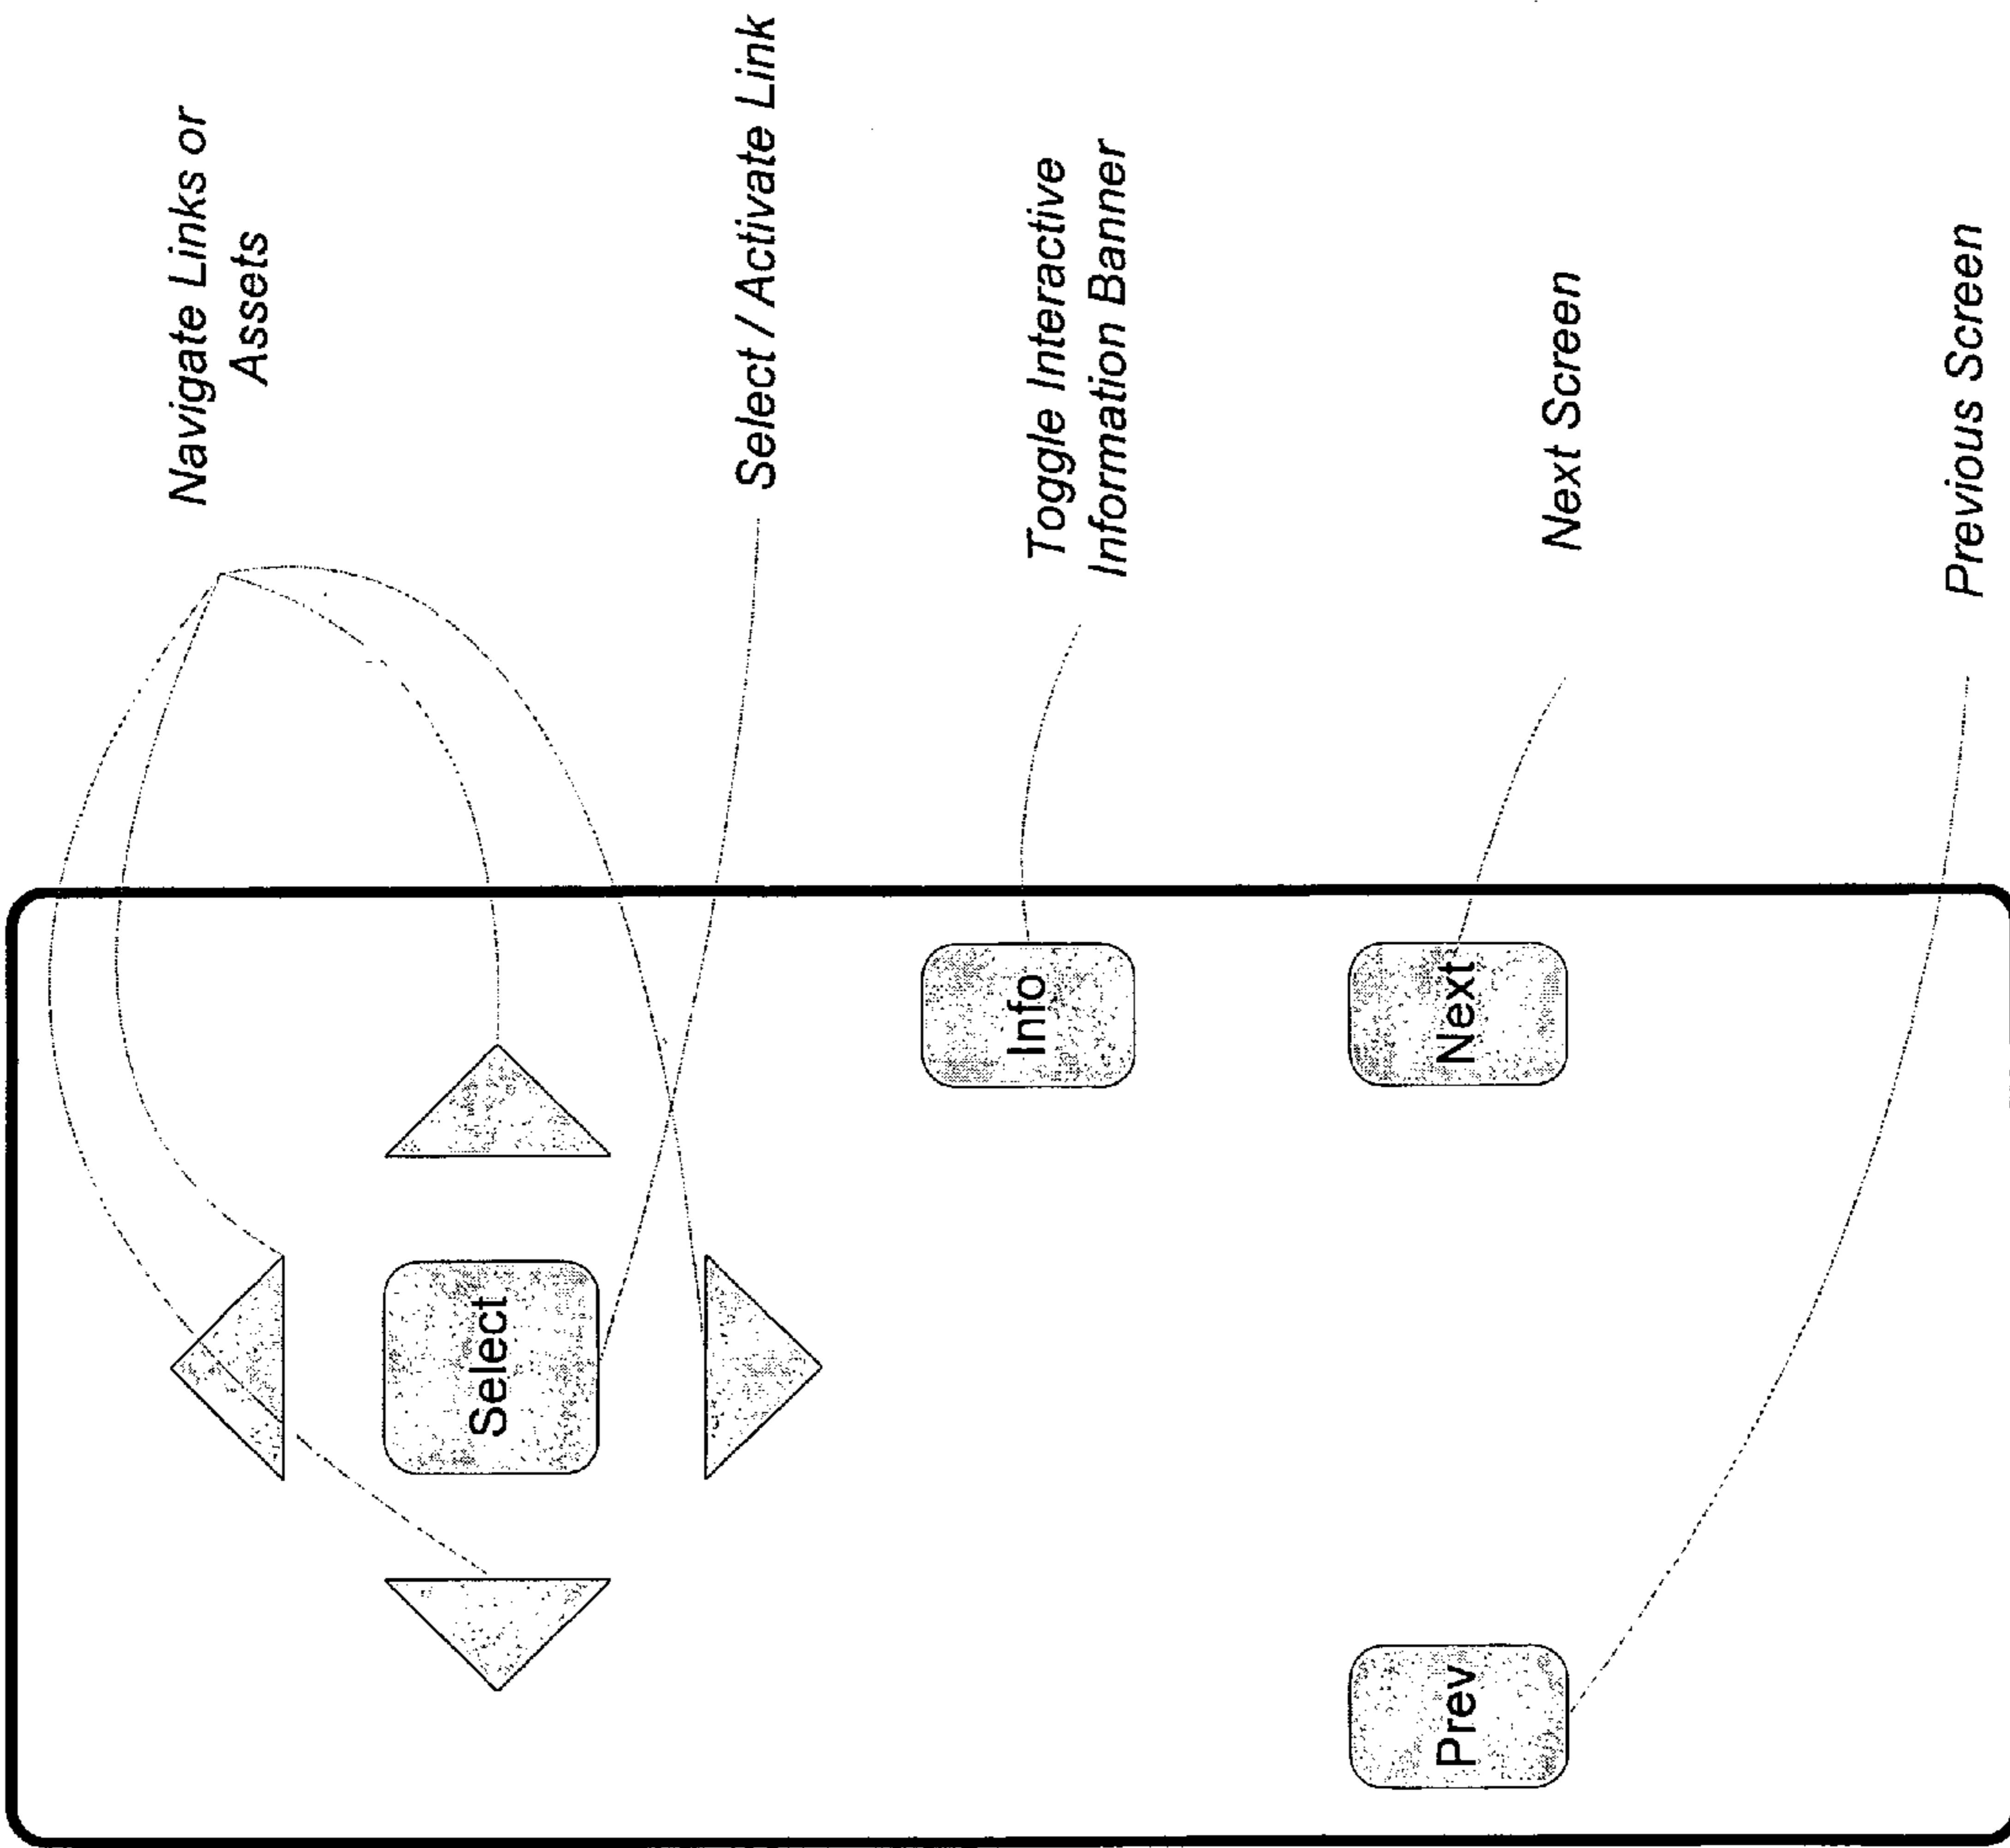 Navigate Links or
Assets
Select / Activate Link
Toggle Interactive
Information Banner
Next Screen
Previous Screen
Select
Info
Next
Prev